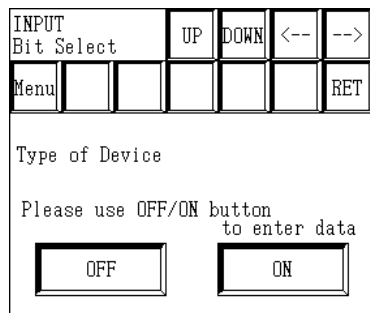 INPUT
Bit Select
UP DOWN <-- -->
Menu RET
Type of Device
Please use OFF/ON button
to enter data
OFF ON